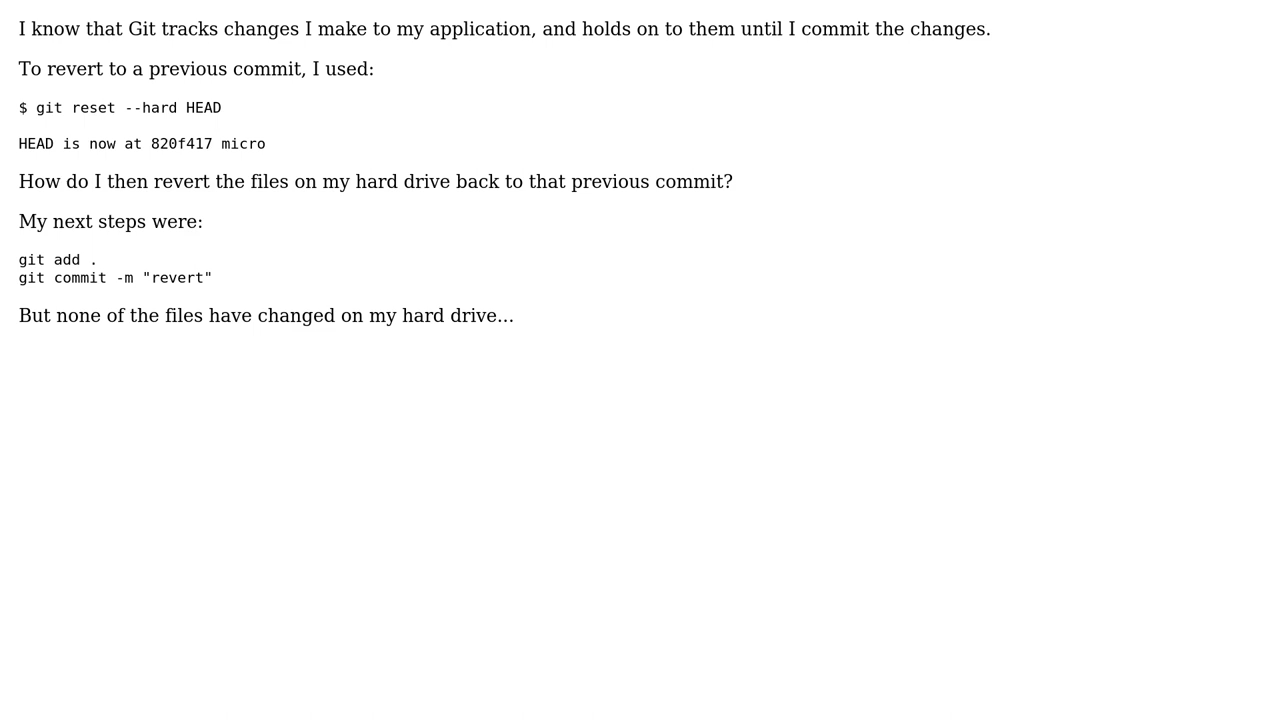 I know that Git tracks changes I make to my application, and holds on to them until I commit the changes.
To revert to a previous commit, I used:
$ git reset --hard HEAD
HEAD is now at 820f417 micro
How do I then revert the files on my hard drive back to that previous commit?
My next steps were:
git add .
git commit -m "revert"
But none of the files have changed on my hard drive...